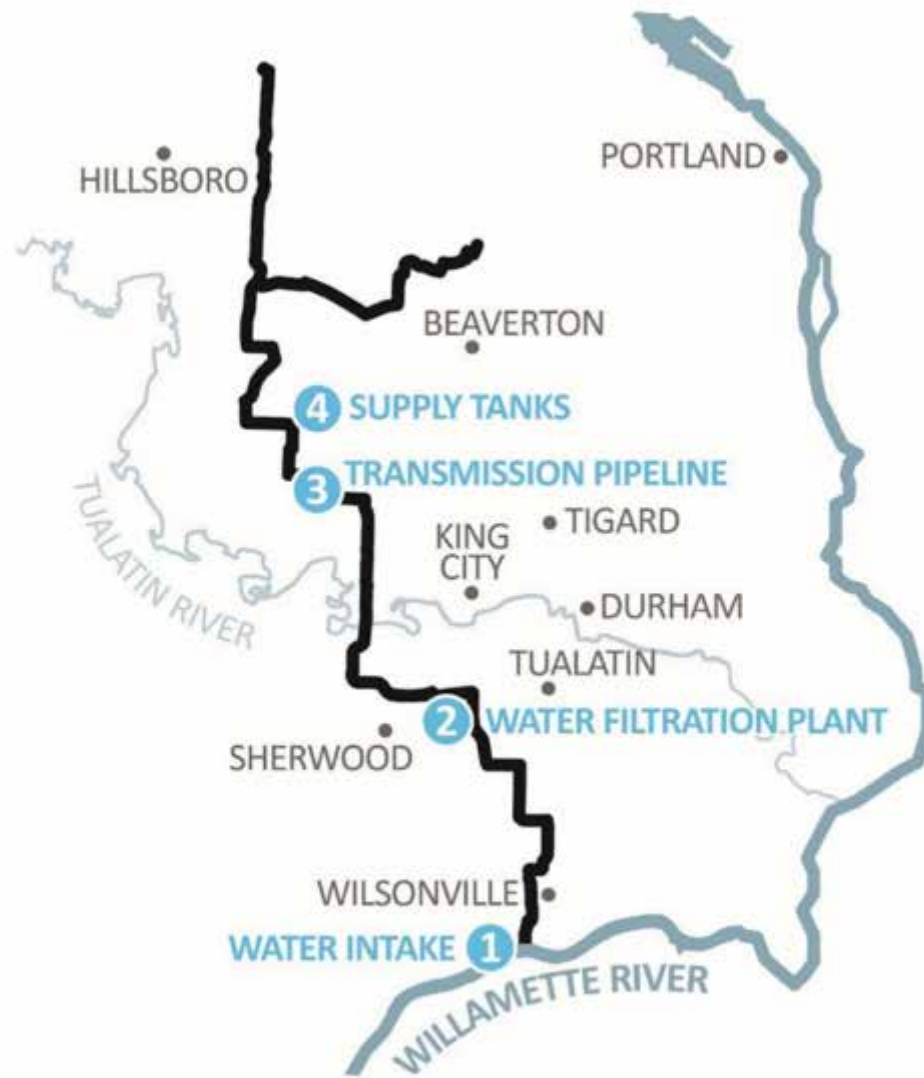 PORTLAND
HILLSBORO
BEAVERTON
4 SUPPLY TANKS
3 TRANSMISSION PIPELINE
TIGARD
KING
CITY
TUALATIN RIVER
DURHAM
TUALATIN
2 WATER FILTRATION PLANT
SHERWOOD
WILSONVILLE
WATER INTAKE 1
WILLAMETTE RIVER